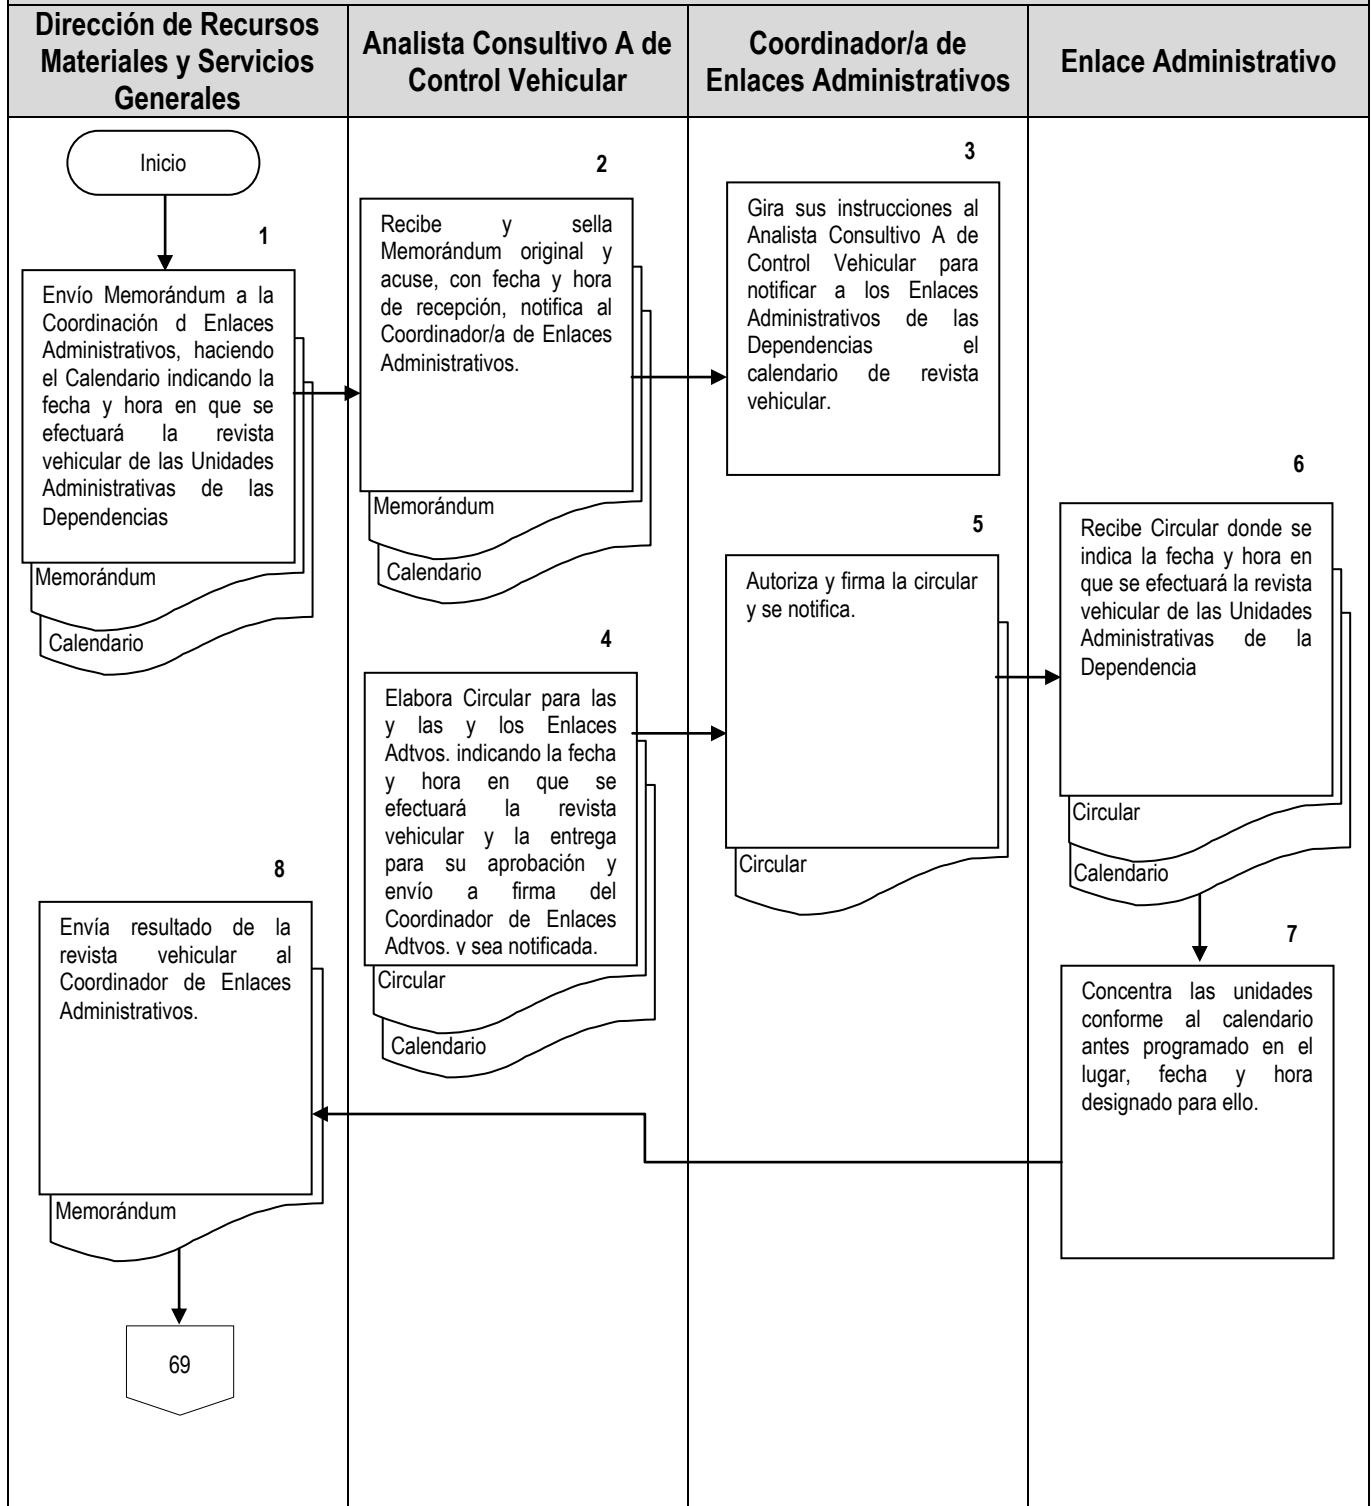 Dirección de Recursos
Materiales y Servicios
Generales
Analista Consultivo A de
Control Vehicular
Coordinador/a de
Enlaces Administrativos
Enlace Administrativo
Inicio
1
Envío Memorándum a la
Coordinación d Enlaces
Administrativos, haciendo
el Calendario indicando la
fecha y hora en que se
efectuará la revista
vehicular de las Unidades
Administrativas de las
Dependencias
Memorándum
Calendario
2
Recibe y sella
Memorándum original y
acuse, con fecha y hora
de recepción, notifica al
Coordinador/a de Enlaces
Administrativos.
Memorándum
Calendario
3
Gira sus instrucciones al
Analista Consultivo A de
Control Vehicular para
notificar a los Enlaces
Administrativos de las
Dependencias el
calendario de revista
vehicular.
4
Elabora Circular para las
y las y los Enlaces
Adtvos. indicando la fecha
y hora en que se
efectuará la revista
vehicular y la entrega
para su aprobación y
envío a firma del
Coordinador de Enlaces
Adtvos. y sea notificada.
Circular
Calendario
5
Autoriza y firma la circular
y se notifica.
Circular
6
Recibe Circular donde se
indica la fecha y hora en
que se efectuará la revista
vehicular de las Unidades
Administrativas de la
Dependencia
Circular
Calendario
7
Concentra las unidades
conforme al calendario
antes programado en el
lugar, fecha y hora
designado para ello.
8
Envía resultado de la
revista vehicular al
Coordinador de Enlaces
Administrativos.
Memorándum
69